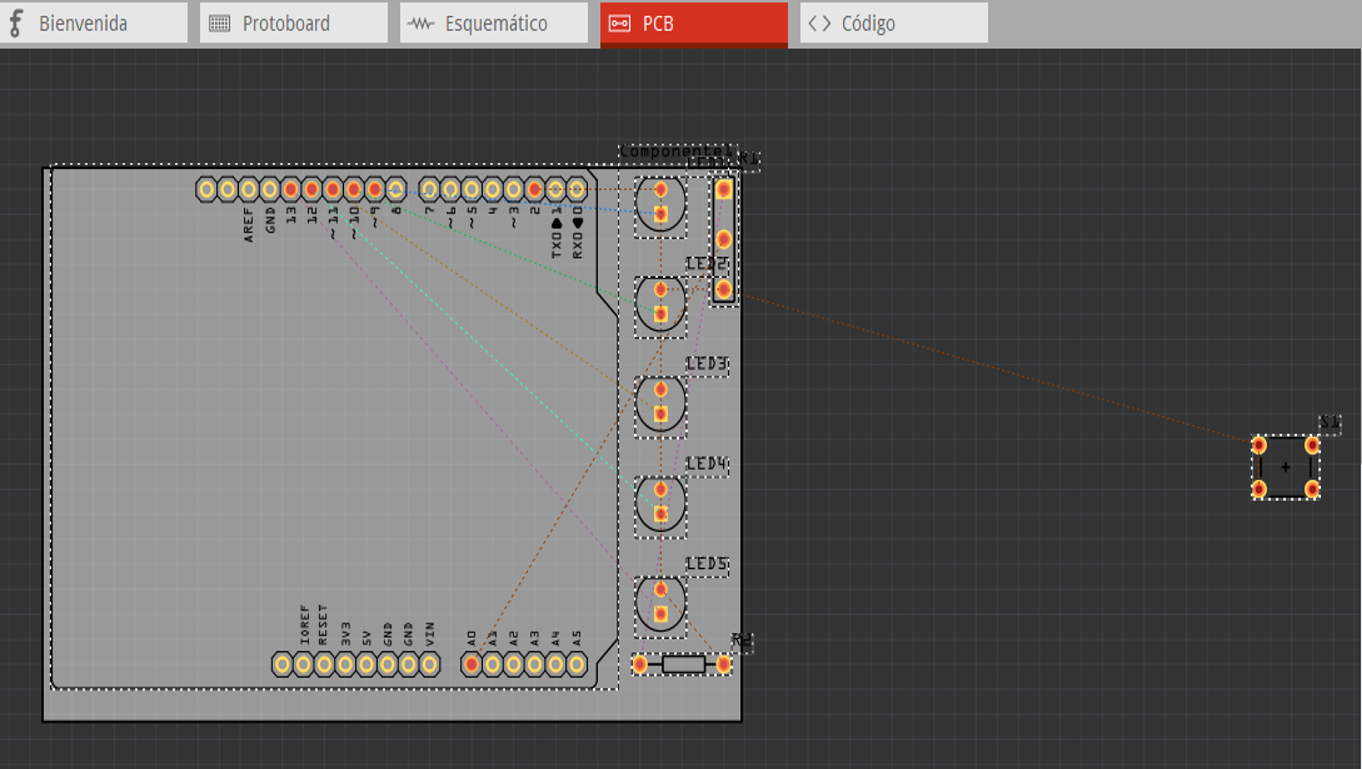 Bienvenida
Protoboard
Esquemático
PCB
Código
Componente1
LED1
R1
AREF
GND
13
12
~11
~10
~9
8
7
~6
~5
4
~3
2
TX0▶1
RX0◀0
LED2
LED3
S1
LED4
LED5
IOREF
RESET
3V3
5V
GND
GND
VIN
A0
A1
A2
A3
A4
A5
R2